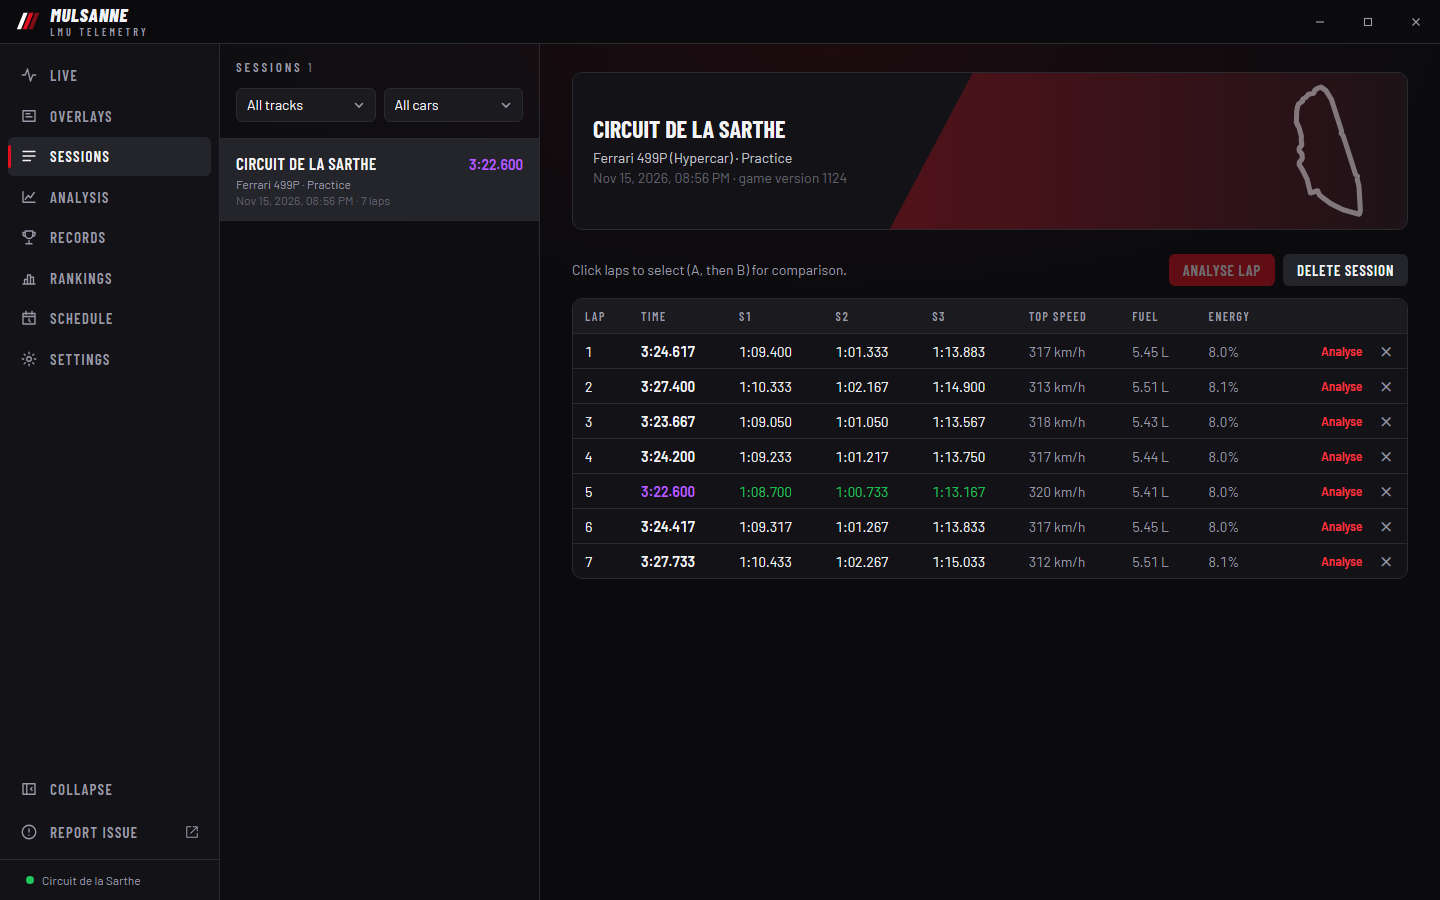 MULSANNE
LMU TELEMETRY
LIVE
OVERLAYS
SESSIONS
ANALYSIS
RECORDS
RANKINGS
SCHEDULE
SETTINGS
COLLAPSE
REPORT ISSUE
Circuit de la Sarthe
SESSIONS 1
All tracks All cars
CIRCUIT DE LA SARTHE 3:22.600
Ferrari 499P · Practice
Nov 15, 2026, 08:56 PM · 7 laps
CIRCUIT DE LA SARTHE
Ferrari 499P (Hypercar) · Practice
Nov 15, 2026, 08:56 PM · game version 1124
Click laps to select (A, then B) for comparison. ANALYSE LAP DELETE SESSION
LAP TIME S1 S2 S3 TOP SPEED FUEL ENERGY
1 3:24.617 1:09.400 1:01.333 1:13.883 317 km/h 5.45 L 8.0% Analyse
2 3:27.400 1:10.333 1:02.167 1:14.900 313 km/h 5.51 L 8.1% Analyse
3 3:23.667 1:09.050 1:01.050 1:13.567 318 km/h 5.43 L 8.0% Analyse
4 3:24.200 1:09.233 1:01.217 1:13.750 317 km/h 5.44 L 8.0% Analyse
5 3:22.600 1:08.700 1:00.733 1:13.167 320 km/h 5.41 L 8.0% Analyse
6 3:24.417 1:09.317 1:01.267 1:13.833 317 km/h 5.45 L 8.0% Analyse
7 3:27.733 1:10.433 1:02.267 1:15.033 312 km/h 5.51 L 8.1% Analyse